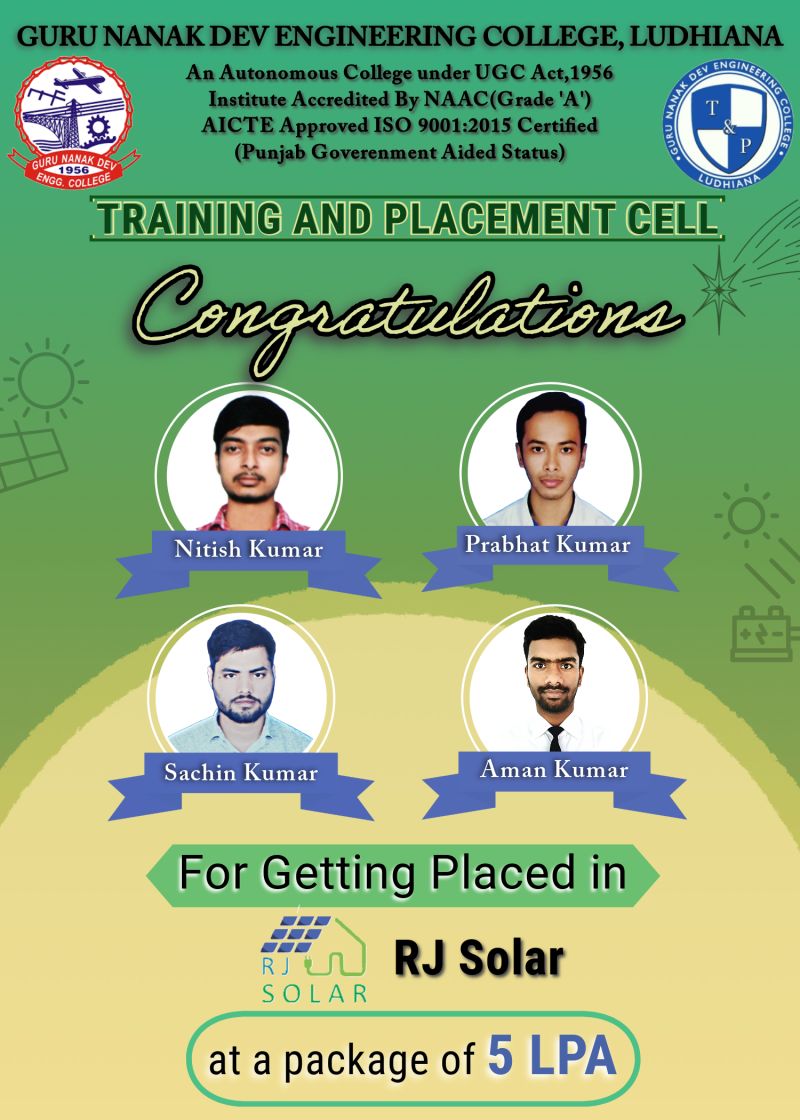 GURU NANAK DEV ENGINEERING COLLEGE, LUDHIANA
An Autonomous College under UGC Act,1956
Institute Accredited By NAAC(Grade 'A')
AICTE Approved ISO 9001:2015 Certified
(Punjab Goverenment Aided Status)
GURU NANAK DEV
1956
ENGG. COLLEGE
GURU NANAK DEV ENGINEERING COLLEGE
T
&
P
LUDHIANA
TRAINING AND PLACEMENT CELL
Congratulations
Nitish Kumar
Prabhat Kumar
Sachin Kumar
Aman Kumar
For Getting Placed in
RJ
SOLAR
RJ Solar
at a package of 5 LPA